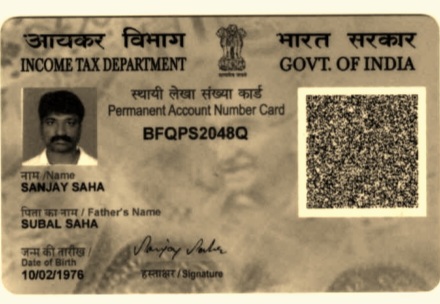 आयकर विभाग
INCOME TAX DEPARTMENT
भारत सरकार
GOVT. OF INDIA
स्थायी लेखा संख्या कार्ड
Permanent Account Number Card
BFQPS2048Q
नाम /Name
SANJAY SAHA
पिता का नाम / Father's Name
SUBAL SAHA
जन्म की तारीख /
Date of Birth
10/02/1976
Sanjay Saha
हस्ताक्षर / Signature